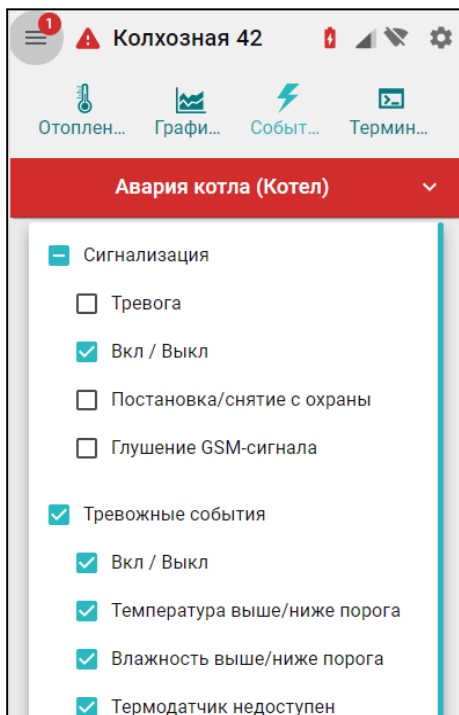 1
Колхозная 42
Отоплен... Графи... Событ... Термин...
Авария котла (Котел)
Сигнализация
Тревога
Вкл / Выкл
Постановка/снятие с охраны
Глушение GSM-сигнала
Тревожные события
Вкл / Выкл
Температура выше/ниже порога
Влажность выше/ниже порога
Термодатчик недоступен